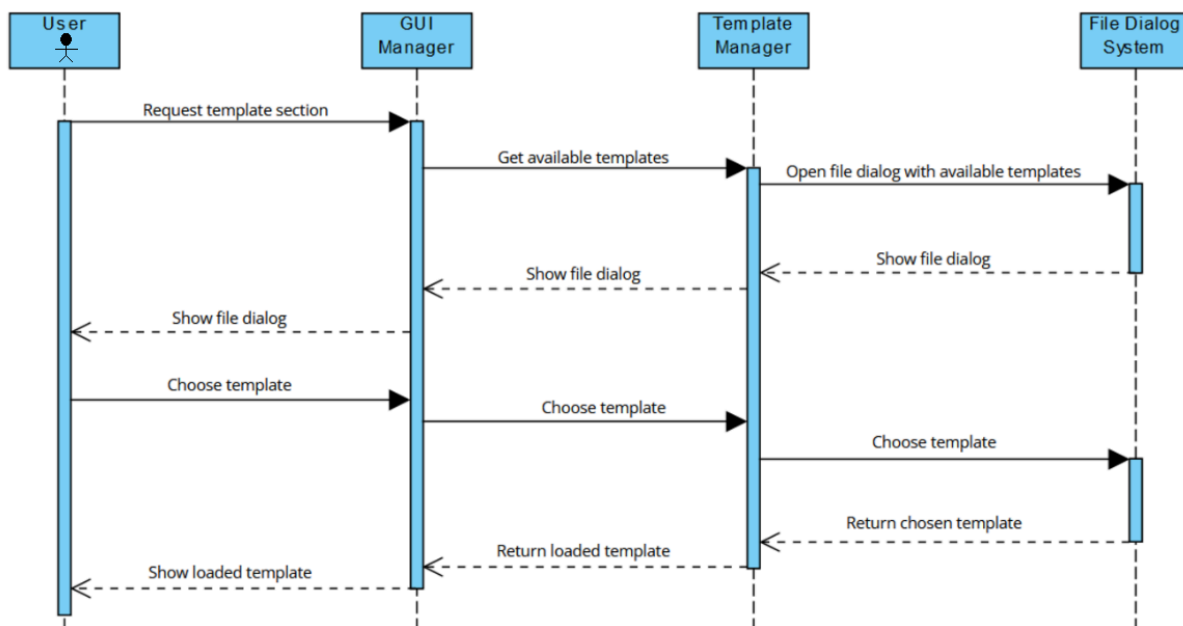 User
GUI
Manager
Template
Manager
File Dialog
System
Request template section
Get available templates
Open file dialog with available templates
Show file dialog
Show file dialog
Show file dialog
Choose template
Choose template
Choose template
Return chosen template
Return loaded template
Show loaded template